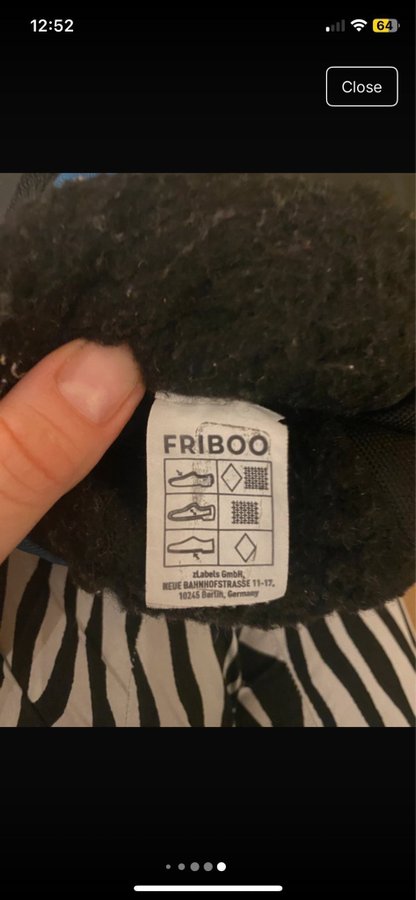 12:52
64
Close
FRIBOO
zLabels GmbH,
NEUE BAHNHOFSTRASSE 11-17,
10245 Berlin, Germany